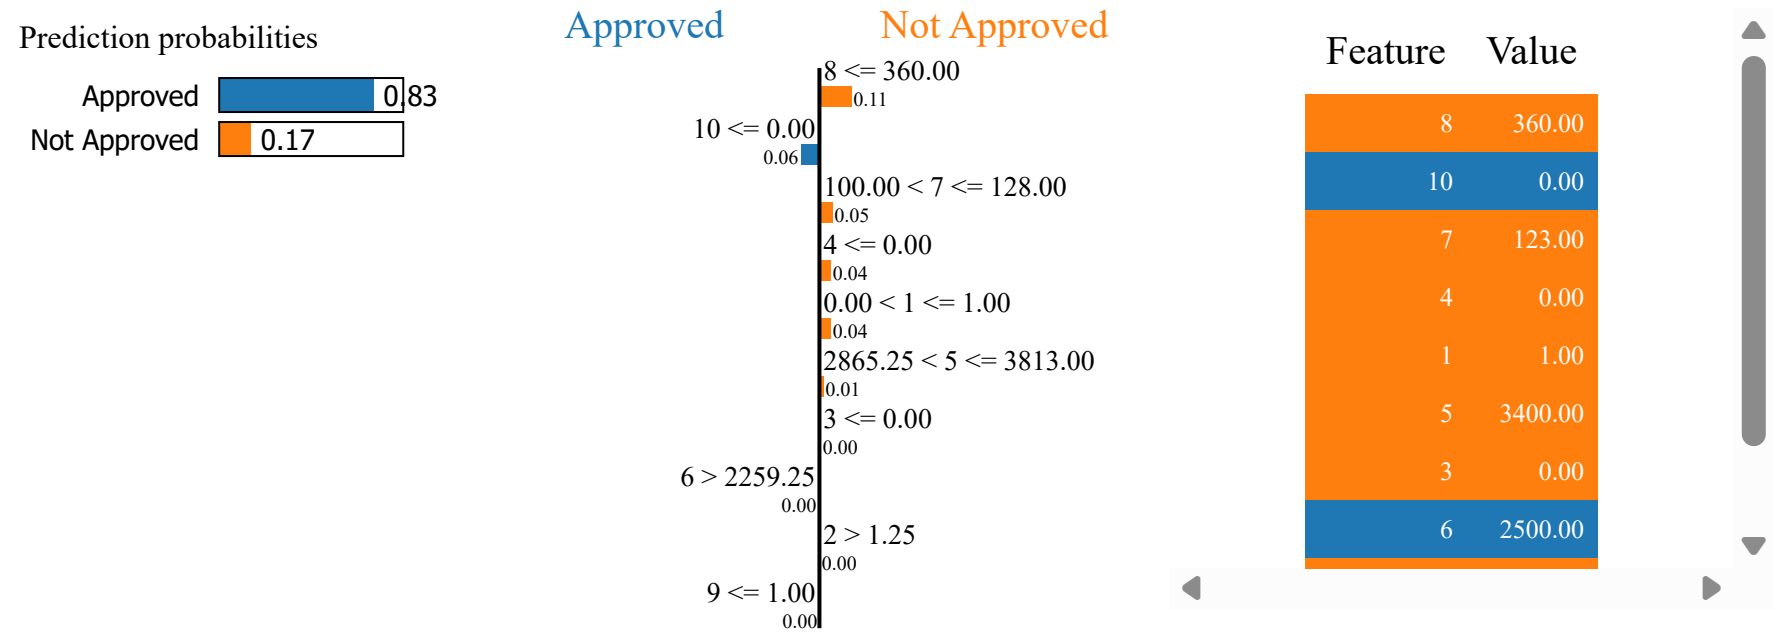 Prediction probabilities
Approved 0.83
Not Approved 0.17
Approved Not Approved
8 <= 360.00
0.11
10 <= 0.00
0.06
100.00 < 7 <= 128.00
0.05
4 <= 0.00
0.04
0.00 < 1 <= 1.00
0.04
2865.25 < 5 <= 3813.00
0.01
3 <= 0.00
0.00
6 > 2259.25
0.00
2 > 1.25
0.00
9 <= 1.00
0.00
Feature Value
8 360.00
10 0.00
7 123.00
4 0.00
1 1.00
5 3400.00
3 0.00
6 2500.00